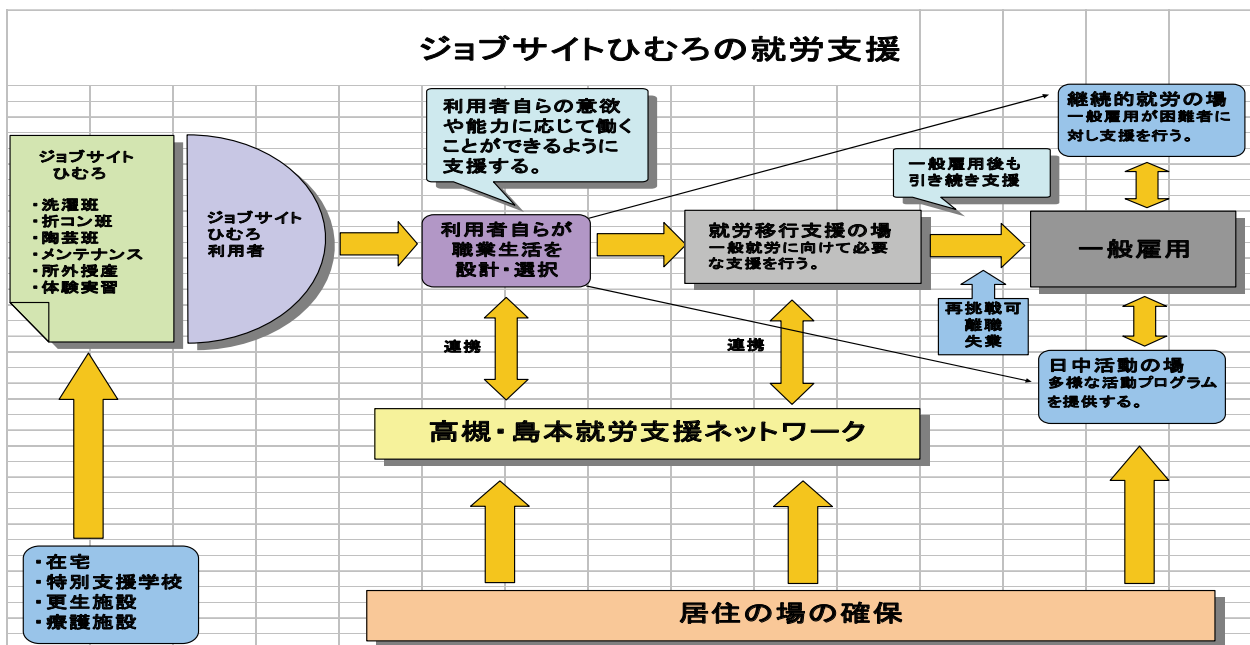 ジョブサイトひむろの就労支援
利用者自らの意欲
や能力に応じて働く
ことができるように
支援する。
継続的就労の場
一般雇用が困難者に
対し支援を行う。
一般雇用後も
引き続き支援
ジョブサイト
ひむろ
・洗濯班
・折コン班
・陶芸班
・メンテナンス
・所外授産
・体験実習
ジョブサイト
ひむろ
利用者
利用者自らが
職業生活を
設計・選択
就労移行支援の場
一般就労に向けて必要
な支援を行う。
一般雇用
再挑戦可
離職
失業
連携
連携
日中活動の場
多様な活動プログラム
を提供する。
高槻・島本就労支援ネットワーク
・在宅
・特別支援学校
・更生施設
・療護施設
居住の場の確保